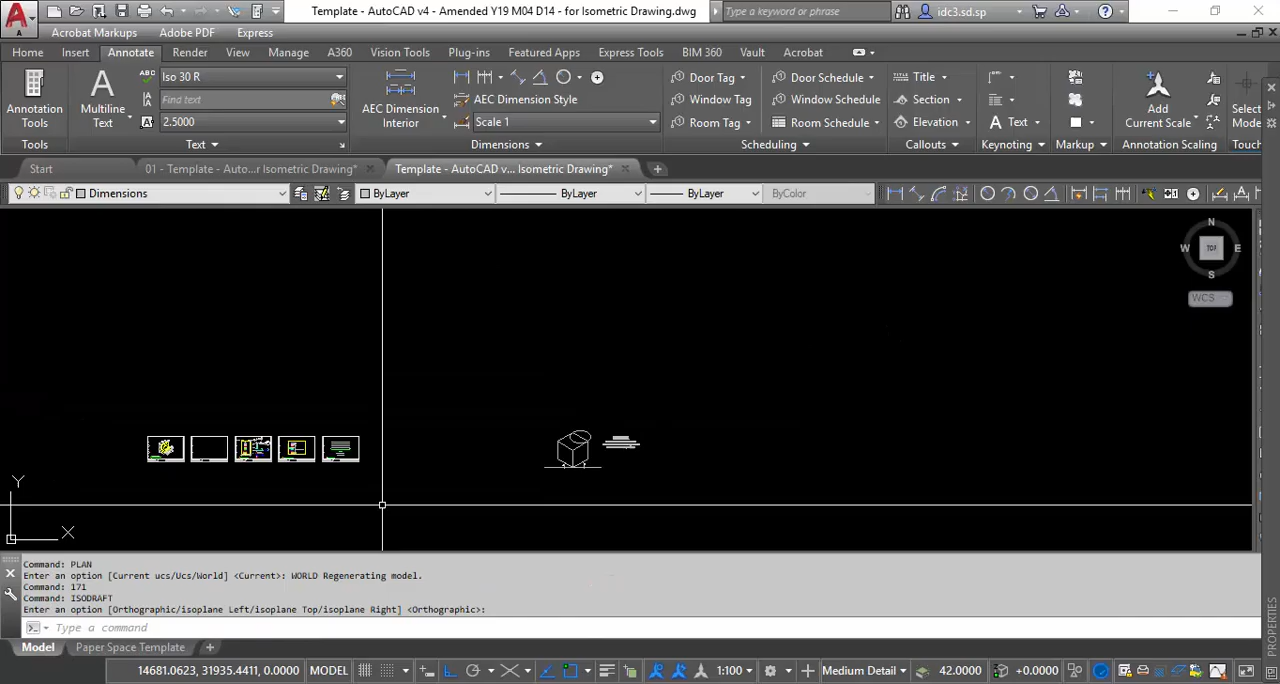 Template - AutoCAD v4 - Amended Y19 M04 D14 - for Isometric Drawing.dwg
Type a keyword or phrase
idc3.sd.sp
Acrobat Markups Adobe PDF Express
Home Insert Annotate Render View Manage A360 Vision Tools Plug-ins Featured Apps Express Tools BIM 360 Vault Acrobat
Iso 30 R
Find text
2.5000
Annotation Tools
Tools
Multiline Text
Text
AEC Dimension Interior
AEC Dimension Style
Scale 1
Dimensions
Door Tag
Window Tag
Room Tag
Door Schedule
Window Schedule
Room Schedule
Scheduling
Title
Section
Elevation
Callouts
Text
Keynoting
Markup
Add Current Scale
Annotation Scaling
Select Mode
Touch
Start
01 - Template - Auto...r Isometric Drawing*
Template - AutoCAD v... Isometric Drawing*
Dimensions
ByLayer
ByLayer
ByLayer
ByColor
N
W TOP E
S
WCS
Y
X
Command: PLAN
Enter an option [Current ucs/Ucs/World] <Current>: WORLD Regenerating model.
Command: 171
Command: ISODRAFT
Enter an option [Orthographic/isoplane Left/isoplane Top/isoplane Right] <Orthographic>:
Type a command
PROPERTIES
Model Paper Space Template
14681.0623, 31935.4411, 0.0000 MODEL 1:100 Medium Detail 42.0000 +0.0000